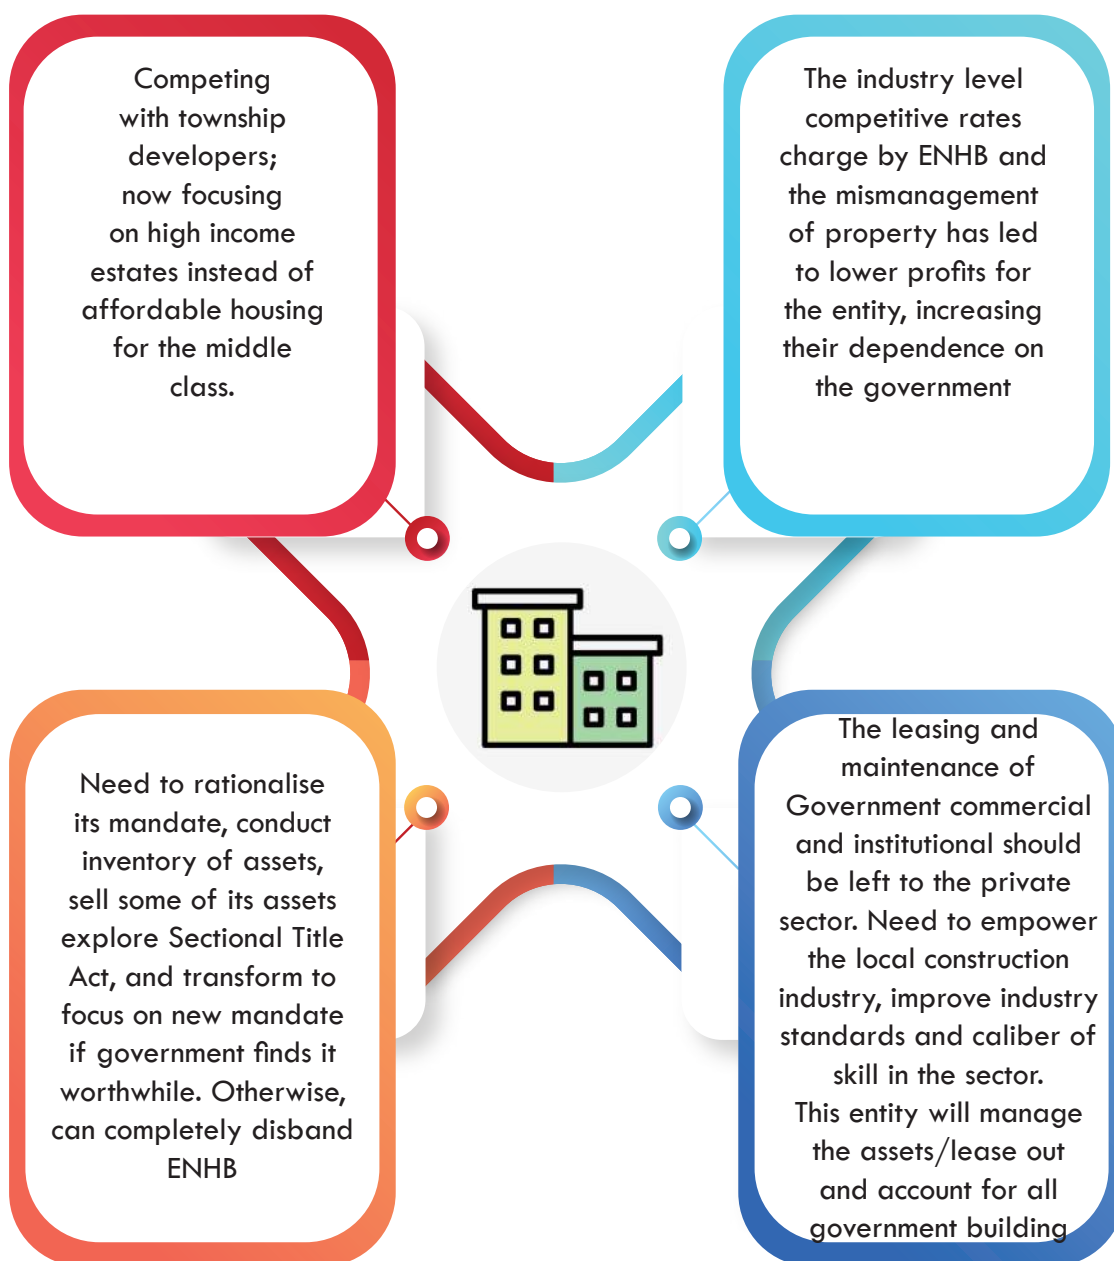 Competing
with township
developers;
now focusing
on high income
estates instead of
affordable housing
for the middle
class.
The industry level
competitive rates
charge by ENHB and
the mismanagement
of property has led
to lower profits for
the entity, increasing
their dependence on
the government
Need to rationalise
its mandate, conduct
inventory of assets,
sell some of its assets
explore Sectional Title
Act, and transform to
focus on new mandate
if government finds it
worthwhile. Otherwise,
can completely disband
ENHB
The leasing and
maintenance of
Government commercial
and institutional should
be left to the private
sector. Need to empower
the local construction
industry, improve industry
standards and caliber of
skill in the sector.
This entity will manage
the assets/lease out
and account for all
government building